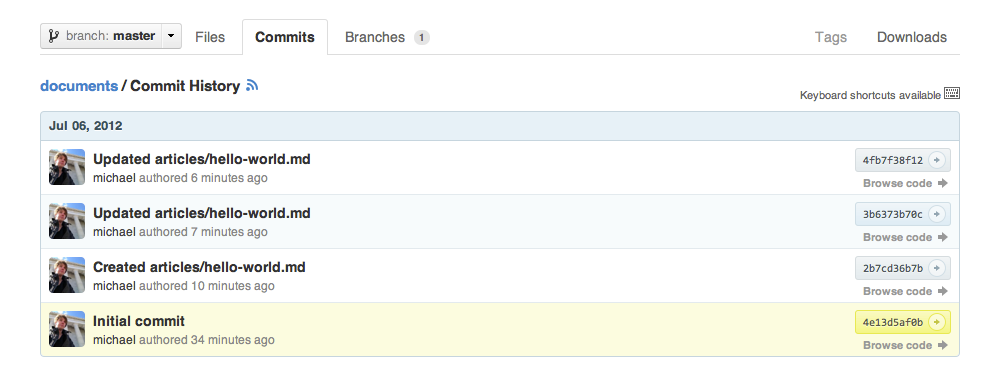 branch: master Files Commits Branches 1 Tags Downloads
documents / Commit History
Keyboard shortcuts available
Jul 06, 2012
Updated articles/hello-world.md
4fb7f38f12
michael authored 6 minutes ago
Browse code
Updated articles/hello-world.md
3b6373b70c
michael authored 7 minutes ago
Browse code
Created articles/hello-world.md
2b7cd36b7b
michael authored 10 minutes ago
Browse code
Initial commit
4e13d5af0b
michael authored 34 minutes ago
Browse code